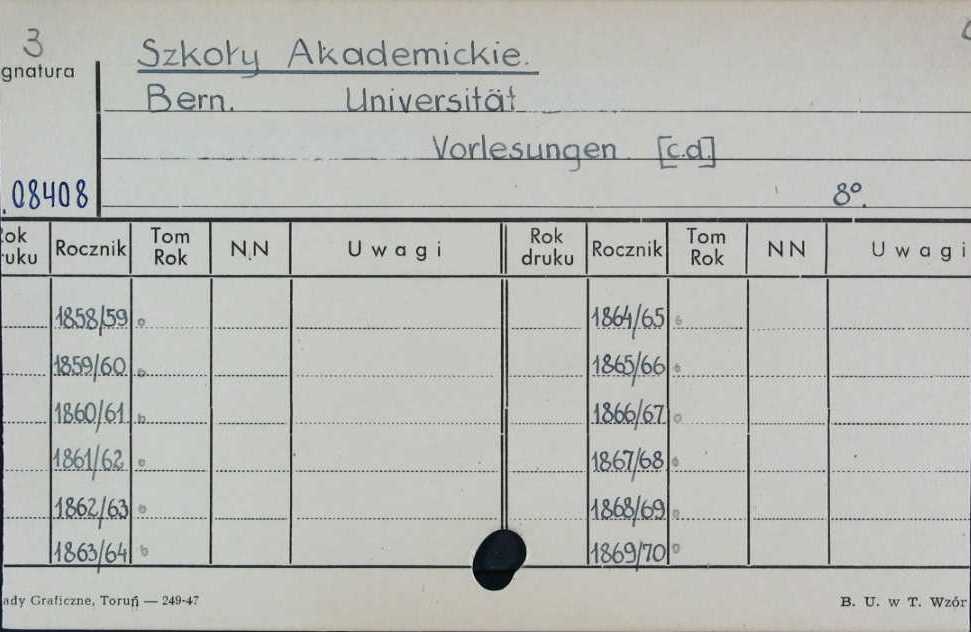 3
gnatura
Szkoły Akademickie.
Bern. Universität
Vorlesungen [c.d]
.08408
8°.
ok ruku Rocznik Tom Rok NN Uwagi Rok druku Rocznik Tom Rok NN Uwagi
1858/59 1864/65
1859/60 1865/66
1860/61 1866/67
1861/62 1867/68
1862/63 1868/69
1863/64 1869/70
ady Graficzne, Toruń — 249-47 B. U. w T. Wzór